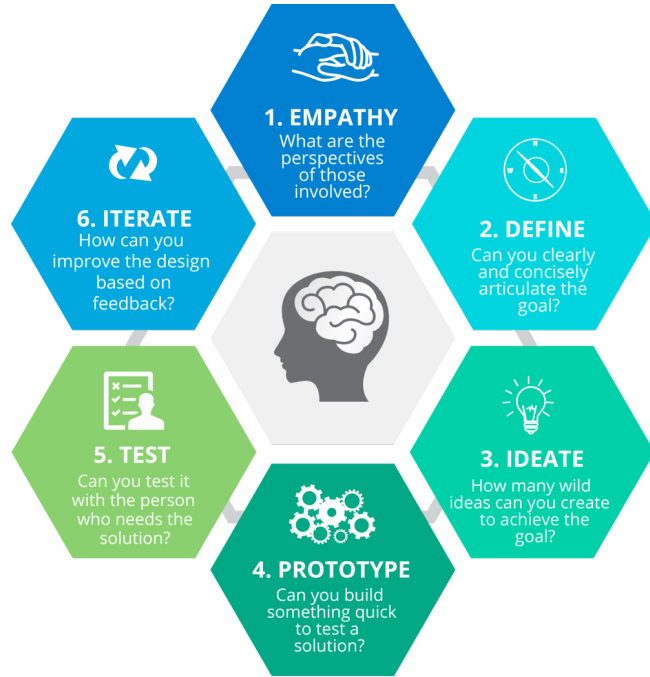 1. EMPATHY
What are the
perspectives
of those
involved?
N
W E
S
2. DEFINE
Can you clearly
and concisely
articulate the
goal?
3. IDEATE
How many wild
ideas can you create
to achieve the
goal?
4. PROTOTYPE
Can you build
something quick
to test a
solution?
5. TEST
Can you test it
with the person
who needs the
solution?
6. ITERATE
How can you
improve the design
based on
feedback?